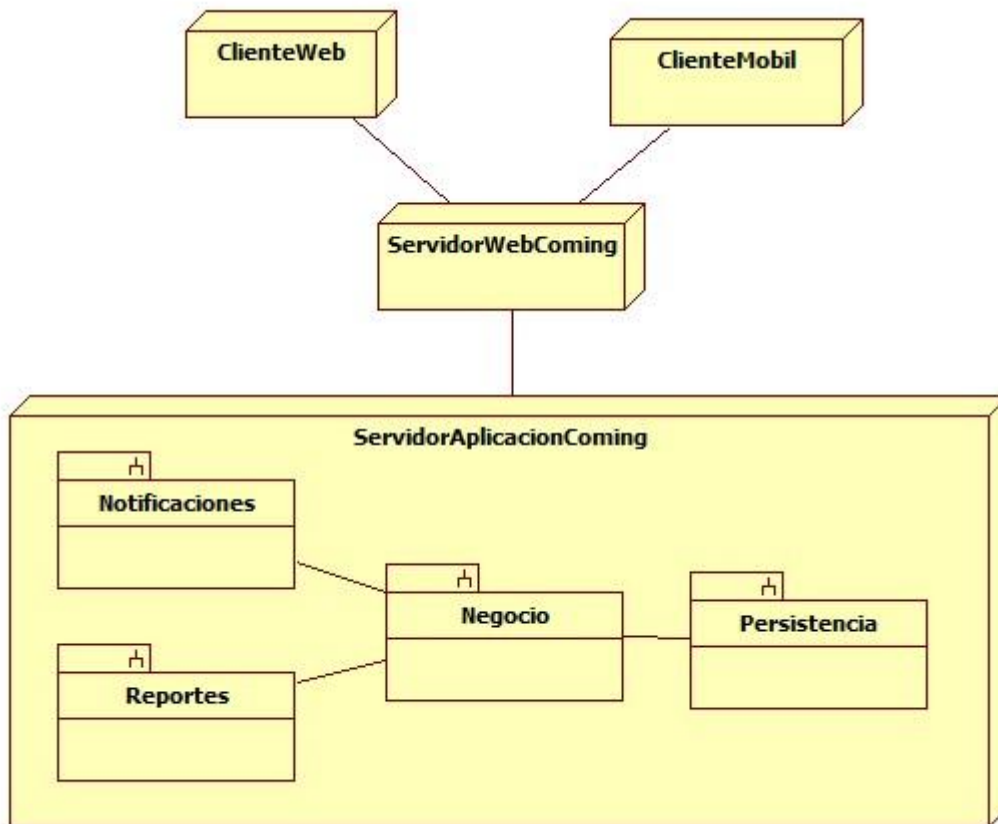 ClienteWeb
ClienteMobil
ServidorWebComing
ServidorAplicacionComing
Notificaciones
Negocio
Persistencia
Reportes